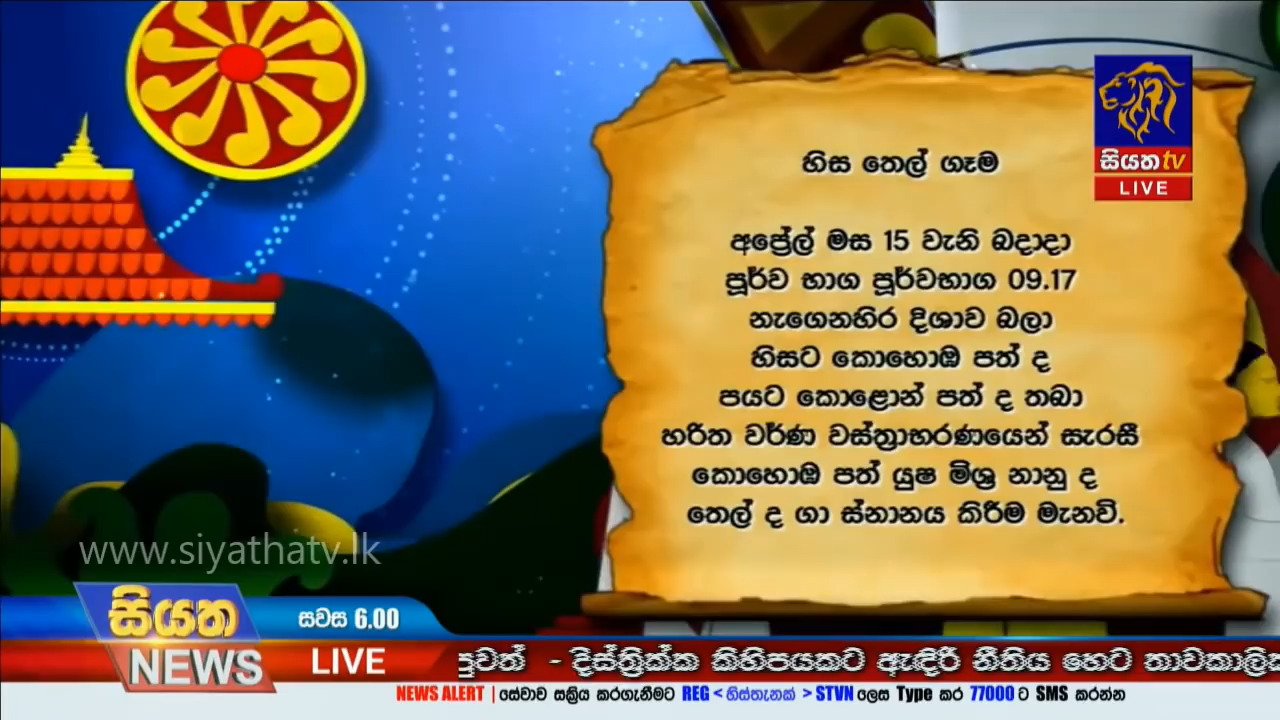 හිස තෙල් ගෑම
අප්‍රේල් මස 15 වැනි බදාදා
පූර්ව භාග පූර්වභාග 09.17
නැගෙනහිර දිශාව බලා
හිසට කොහොඹ පත් ද
පයට කොළොන් පත් ද තබා
හරිත වර්ණ වස්ත්‍රාභරණයෙන් සැරසී
කොහොඹ පත් යුෂ මිශ්‍ර නානු ද
තෙල් ද ගා ස්නානය කිරීම මැනවි.
සියත tv
LIVE
www.siyathatv.lk
සියත
NEWS
සවස 6.00
LIVE
පුවත් - දිස්ත්‍රික්ක කිහිපයකට ඇඳිරි නීතිය හෙට තාවකාලික
NEWS ALERT | සේවාව සක්‍රිය කරගැනීමට REG < හිස්තැනක් > STVN ලෙස Type කර 77000 ට SMS කරන්න